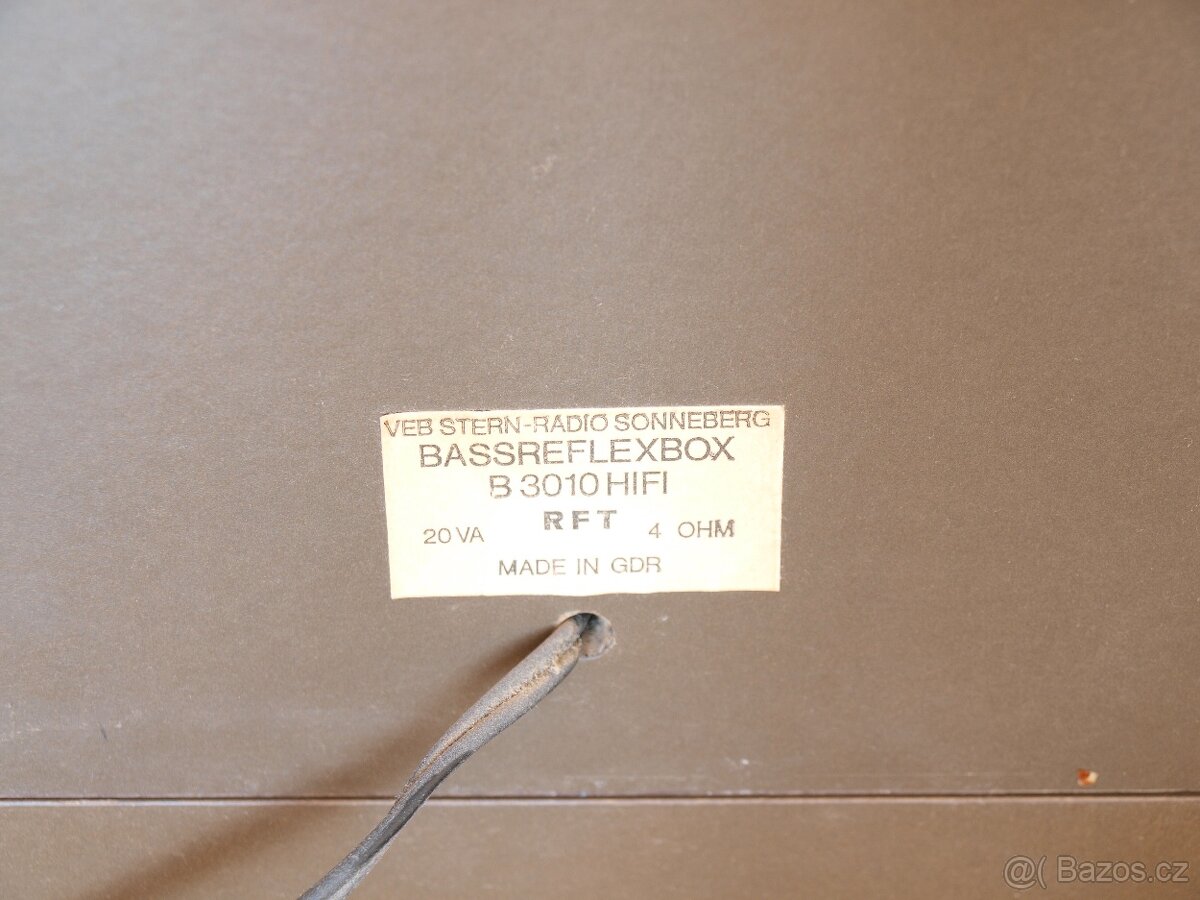 VEB STERN-RADIO SONNEBERG
BASSREFLEXBOX
B 3010 HIFI
RFT
20 VA 4 OHM
MADE IN GDR
@( Bazos.cz